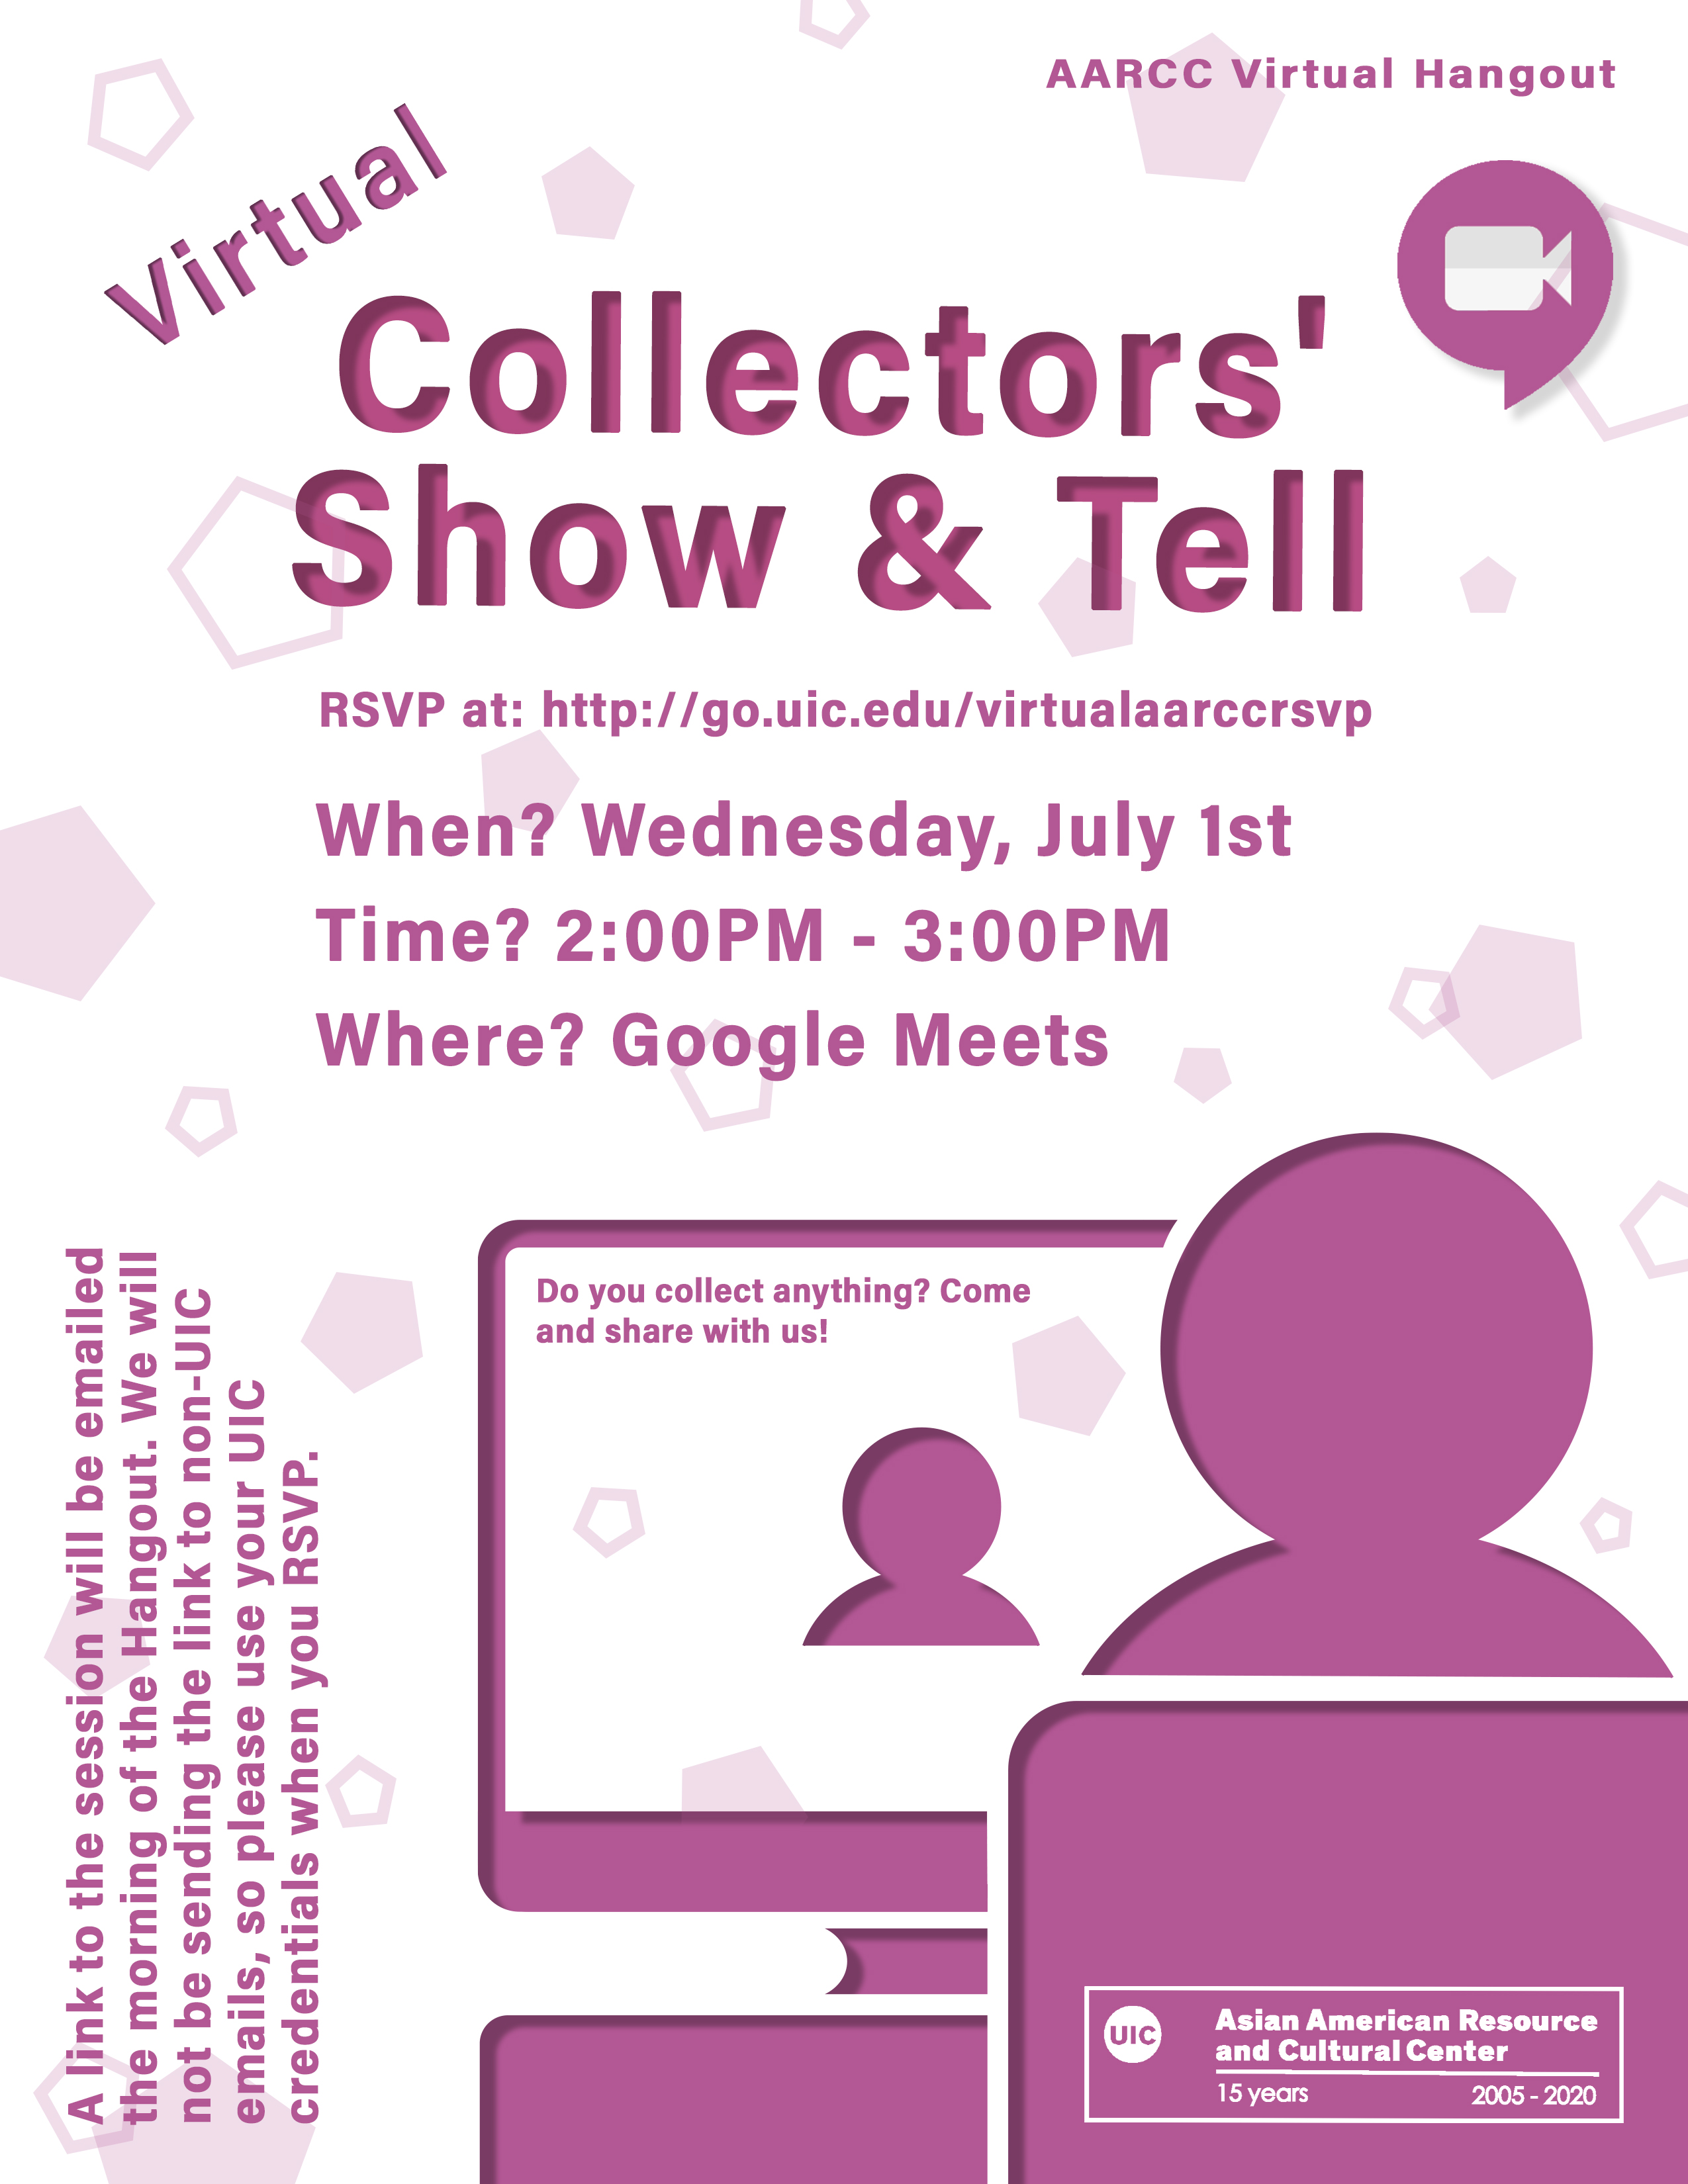 AARCC Virtual Hangout
Virtual
Collectors'
Show & Tell
RSVP at: http://go.uic.edu/virtualaarccrsvp
When? Wednesday, July 1st
Time? 2:00PM - 3:00PM
Where? Google Meets
Do you collect anything? Come
and share with us!
A link to the session will be emailed
the morning of the Hangout. We will
not be sending the link to non-UIC
emails, so please use your UIC
credentials when you RSVP.
UIC
Asian American Resource
and Cultural Center
15 years 2005 - 2020